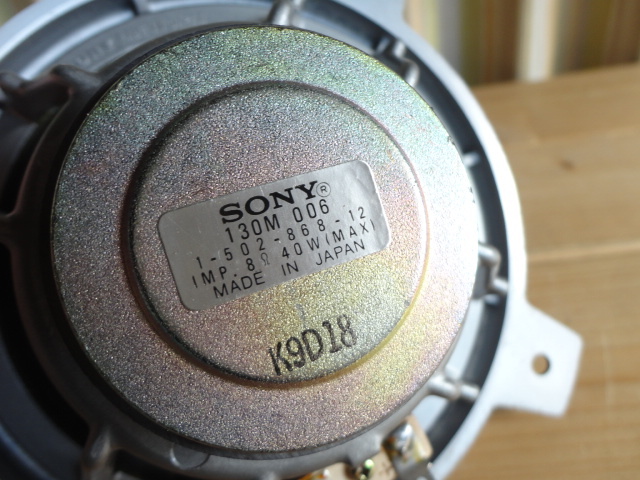 SONY®
130M 006
1-502-868-12
IMP. 8Ω 40W(MAX)
MADE IN JAPAN
K9D18